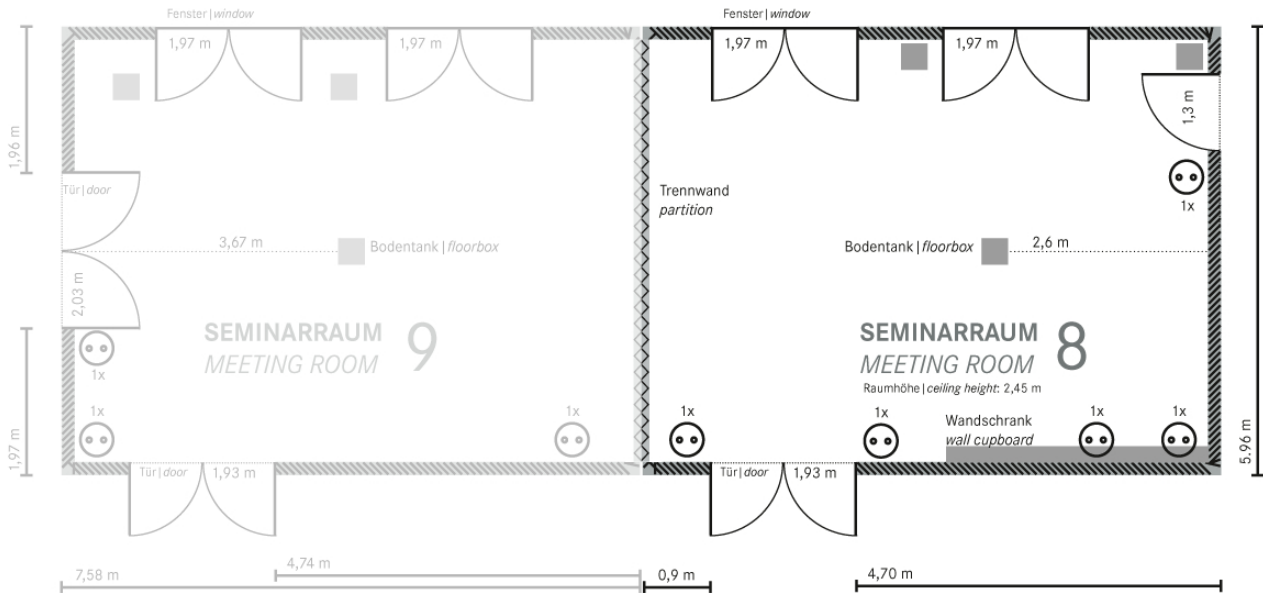 Fenster|window
Fenster|window
1,97 m
1,97 m
1,97 m
1,97 m
1,96 m
1,3 m
Tür|door
Trennwand
partition
1x
3,67 m
Bodentank|floorbox
Bodentank|floorbox
2,6 m
2,03 m
SEMINARRAUM
MEETING ROOM
9
SEMINARRAUM
MEETING ROOM
8
Raumhöhe|ceiling height: 2,45 m
1x
1x
1x
1x
1x
Wandschrank
wall cupboard
1x
1x
1,97 m
5.96 m
Tür|door
1,93 m
Tür|door
1,93 m
7,58 m
4,74 m
0,9 m
4,70 m